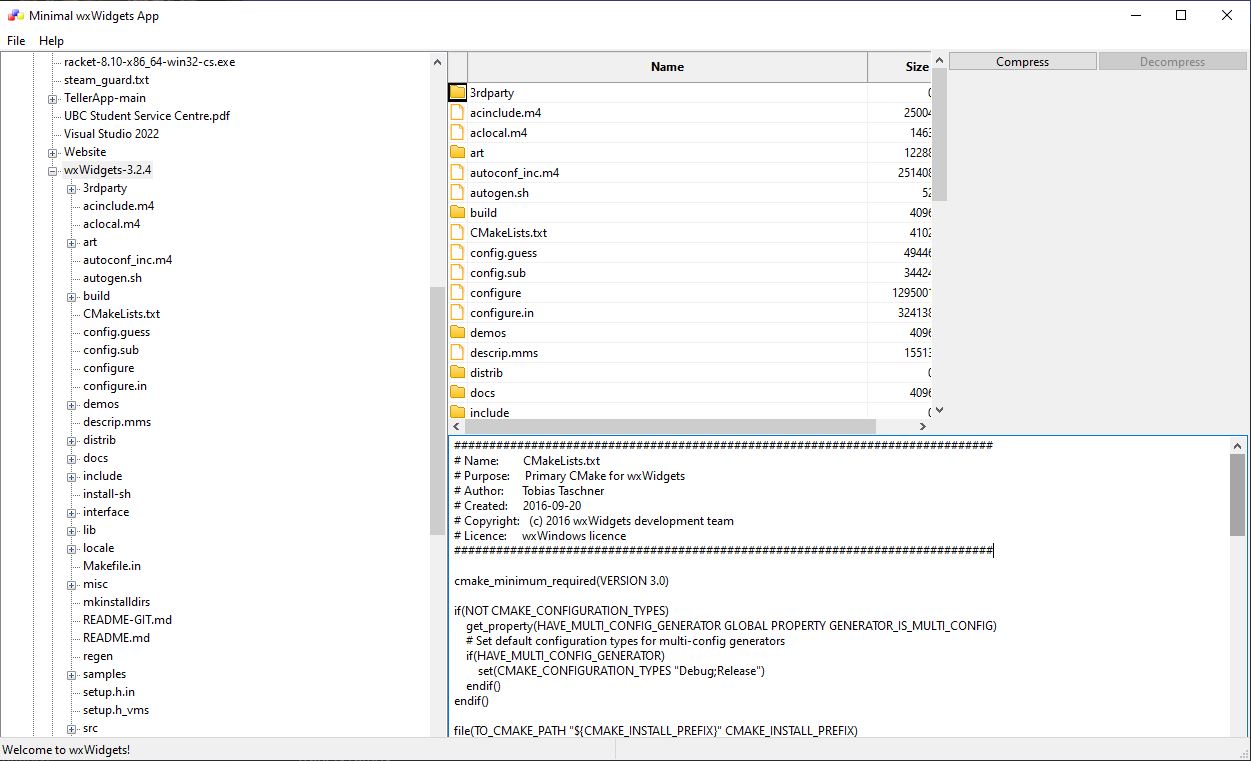 Minimal wxWidgets App
File Help
racket-8.10-x86_64-win32-cs.exe
steam_guard.txt
TellerApp-main
UBC Student Service Centre.pdf
Visual Studio 2022
Website
wxWidgets-3.2.4
3rdparty
acinclude.m4
aclocal.m4
art
autoconf_inc.m4
autogen.sh
build
CMakeLists.txt
config.guess
config.sub
configure
configure.in
demos
descrip.mms
distrib
docs
include
install-sh
interface
lib
locale
Makefile.in
misc
mkinstalldirs
README-GIT.md
README.md
regen
samples
setup.h.in
setup.h_vms
src
Name Size
3rdparty 0
acinclude.m4 25004
aclocal.m4 1463
art 12288
autoconf_inc.m4 251408
autogen.sh 52
build 4096
CMakeLists.txt 4102
config.guess 49446
config.sub 34424
configure 1295001
configure.in 324138
demos 4096
descrip.mms 15513
distrib 0
docs 4096
include 0
Compress Decompress
#############################################################################
# Name: CMakeLists.txt
# Purpose: Primary CMake for wxWidgets
# Author: Tobias Taschner
# Created: 2016-09-20
# Copyright: (c) 2016 wxWidgets development team
# Licence: wxWindows licence
#############################################################################
cmake_minimum_required(VERSION 3.0)
if(NOT CMAKE_CONFIGURATION_TYPES)
get_property(HAVE_MULTI_CONFIG_GENERATOR GLOBAL PROPERTY GENERATOR_IS_MULTI_CONFIG)
# Set default configuration types for multi-config generators
if(HAVE_MULTI_CONFIG_GENERATOR)
set(CMAKE_CONFIGURATION_TYPES "Debug;Release")
endif()
endif()
file(TO_CMAKE_PATH "${CMAKE_INSTALL_PREFIX}" CMAKE_INSTALL_PREFIX)
Welcome to wxWidgets!